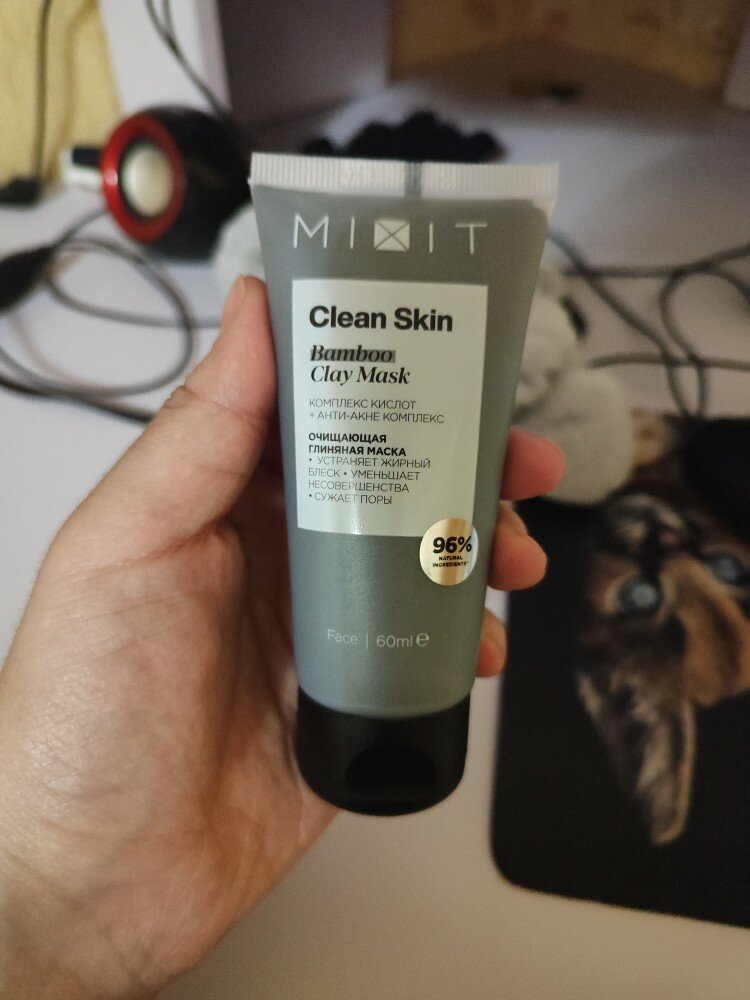 MIXIT
Clean Skin
Bamboo
Clay Mask
КОМПЛЕКС КИСЛОТ
+ АНТИ-АКНЕ КОМПЛЕКС
ОЧИЩАЮЩАЯ
ГЛИНЯНАЯ МАСКА
• УСТРАНЯЕТ ЖИРНЫЙ
БЛЕСК • УМЕНЬШАЕТ
НЕСОВЕРШЕНСТВА
• СУЖАЕТ ПОРЫ
96%
NATURAL
INGREDIENTS*
Face | 60ml ℮